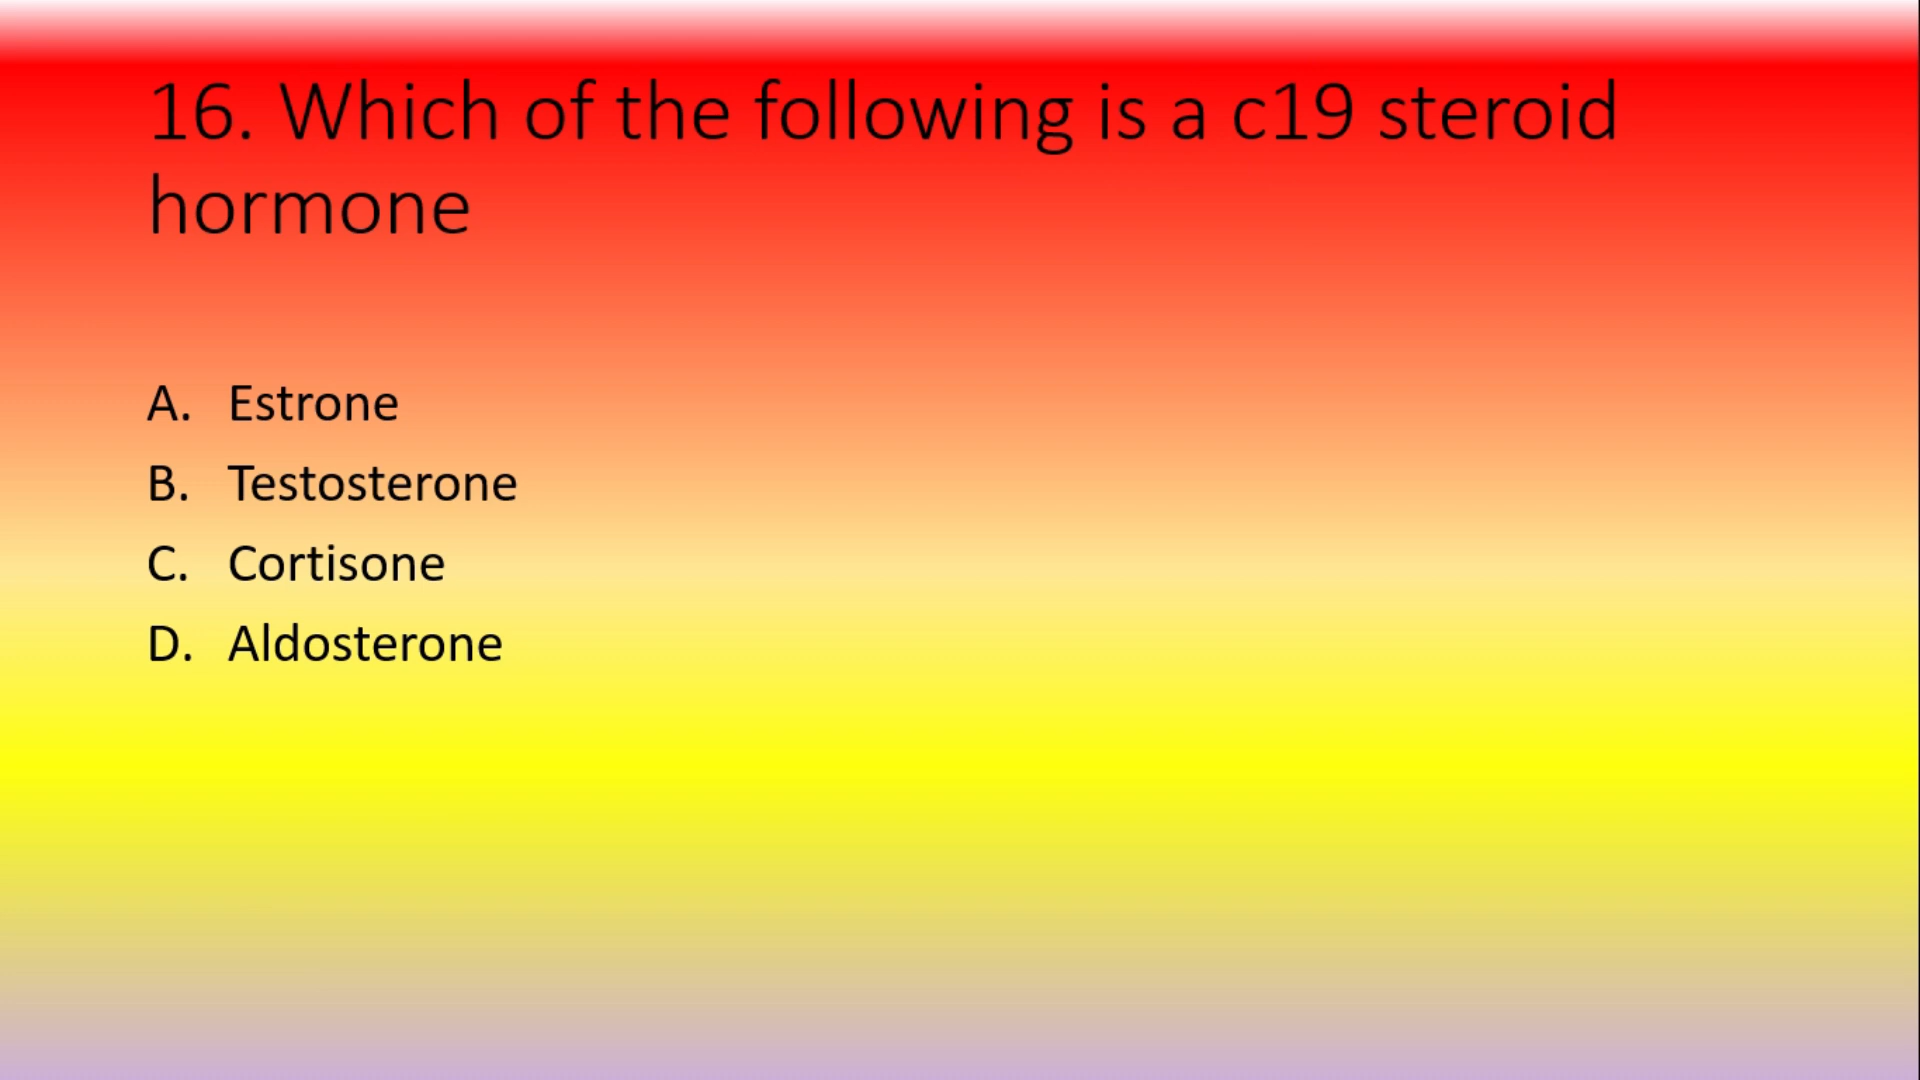 16. Which of the following is a c19 steroid
hormone
A. Estrone
B. Testosterone
C. Cortisone
D. Aldosterone